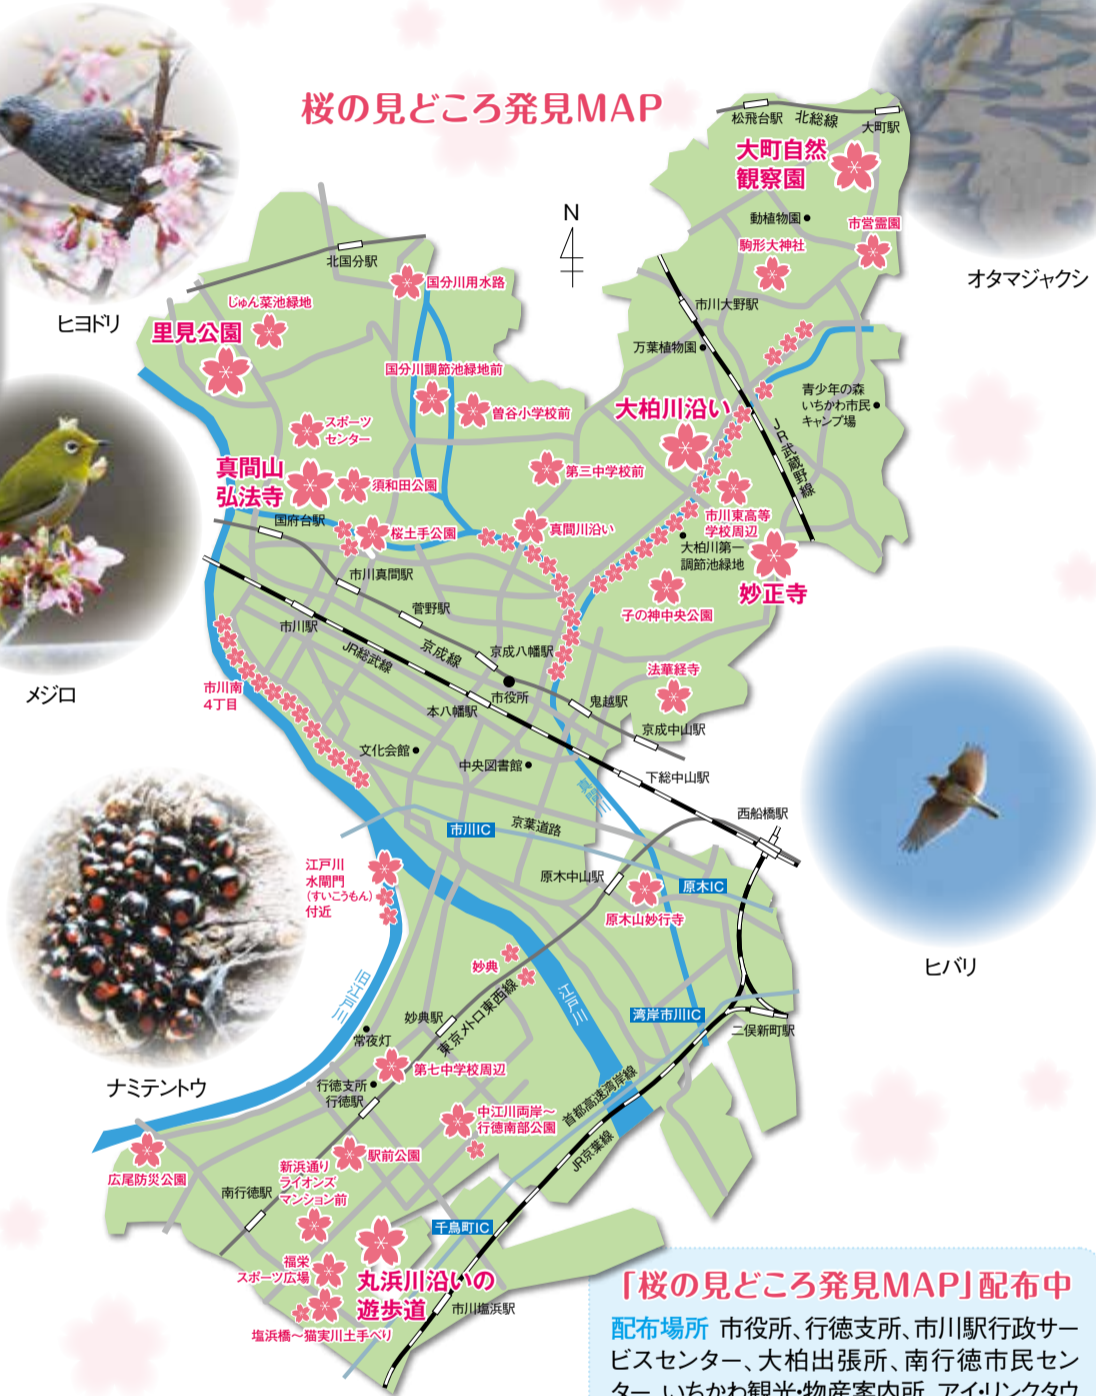 桜の見どころ発見MAP
松飛台駅
北総線
大町駅
大町自然
観察園
動植物園
市営霊園
駒形大神社
オタマジャクシ
N
北国分駅
国分川用水路
じゅん菜池緑地
里見公園
ヒヨドリ
市川大野駅
万葉植物園
国分川調節池緑地前
曽谷小学校前
大柏川沿い
青少年の森
いちかわ市民
キャンプ場
JR武蔵野線
スポーツ
センター
真間山
弘法寺
須和田公園
第三中学校前
国府台駅
桜土手公園
真間川沿い
市川東高等
学校周辺
大柏川第一
調節池緑地
妙正寺
市川真間駅
子の神中央公園
菅野駅
市川駅
京成線
京成八幡駅
JR総武線
法華経寺
メジロ
市川南
4丁目
市役所
本八幡駅
鬼越駅
京成中山駅
文化会館
中央図書館
下総中山駅
真間川
西船橋駅
市川IC
京葉道路
江戸川
水閘門
(すいこうもん)
付近
原木中山駅
原木IC
原木山妙行寺
ヒバリ
妙典
旧江戸川
江戸川
妙典駅
東京メトロ東西線
湾岸市川IC
二俣新町駅
常夜灯
ナミテントウ
第七中学校周辺
行徳支所
行徳駅
首都高速湾岸線
中江川両岸〜
行徳南部公園
JR京葉線
広尾防災公園
駅前公園
新浜通り
ライオンズ
マンション前
南行徳駅
千鳥町IC
福栄
スポーツ広場
丸浜川沿いの
遊歩道
市川塩浜駅
塩浜橋〜猫実川土手べり
「桜の見どころ発見MAP」配布中
配布場所 市役所、行徳支所、市川駅行政サー
ビスセンター、大柏出張所、南行徳市民セン
ター、いちかわ観光・物産案内所、アイ・リンクタウ